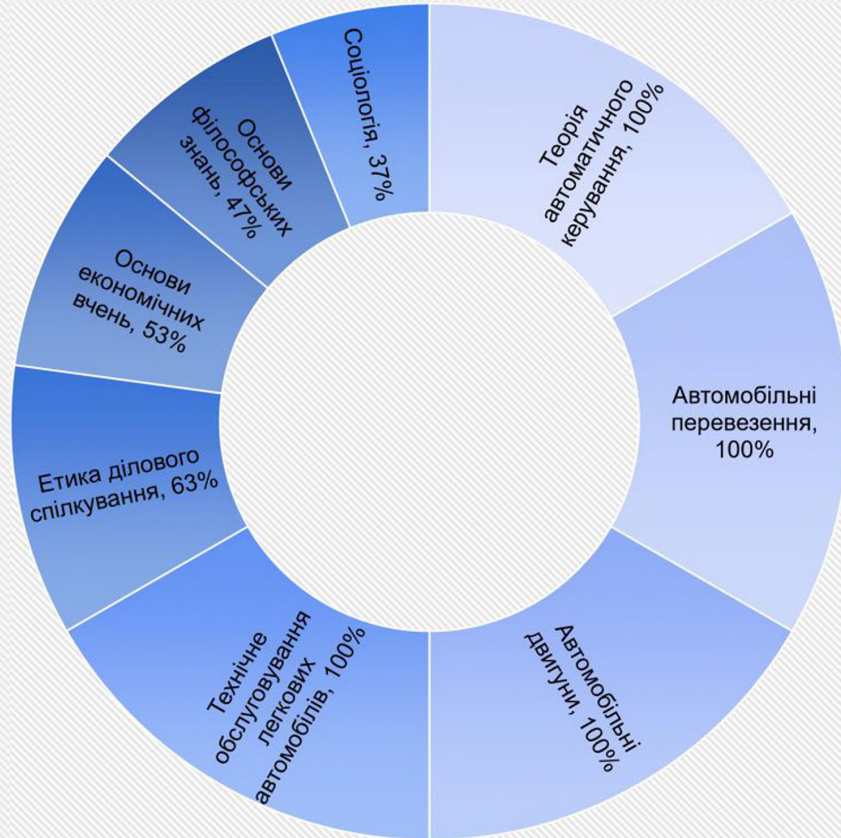 Теорія
автоматичного
керування, 100%
Автомобільні
перевезення,
100%
Автомобільні
двигуни, 100%
Технічне
обслуговування
легкових
автомобілів, 100%
Етика ділового
спілкування, 63%
Основи
економічних
вчень, 53%
Основи
філософських
знань, 47%
Соціологія, 37%